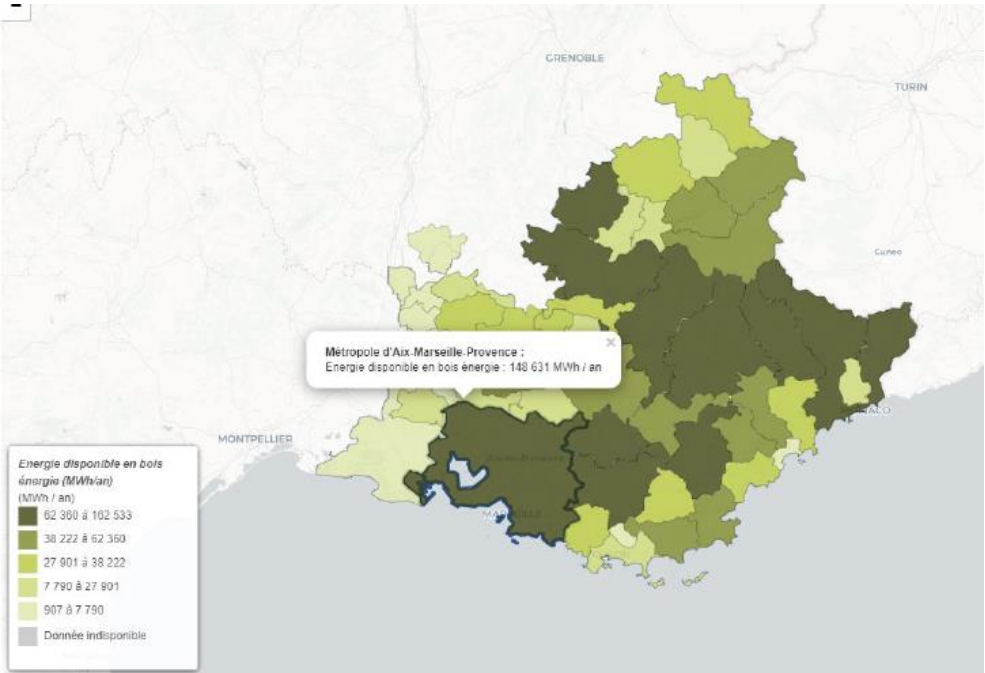 GRENOBLE
TURIN
Cuneo
Métropole d'Aix-Marseille-Provence :
Energie disponible en bois énergie : 148 631 MWh / an
×
MONTPELLIER
Energie disponible en bois
énergie (MWh/an)
(MWh / an)
62 360 à 162 533
38 222 à 62 360
27 901 à 38 222
7 790 à 27 901
907 à 7 790
Donnée indisponible